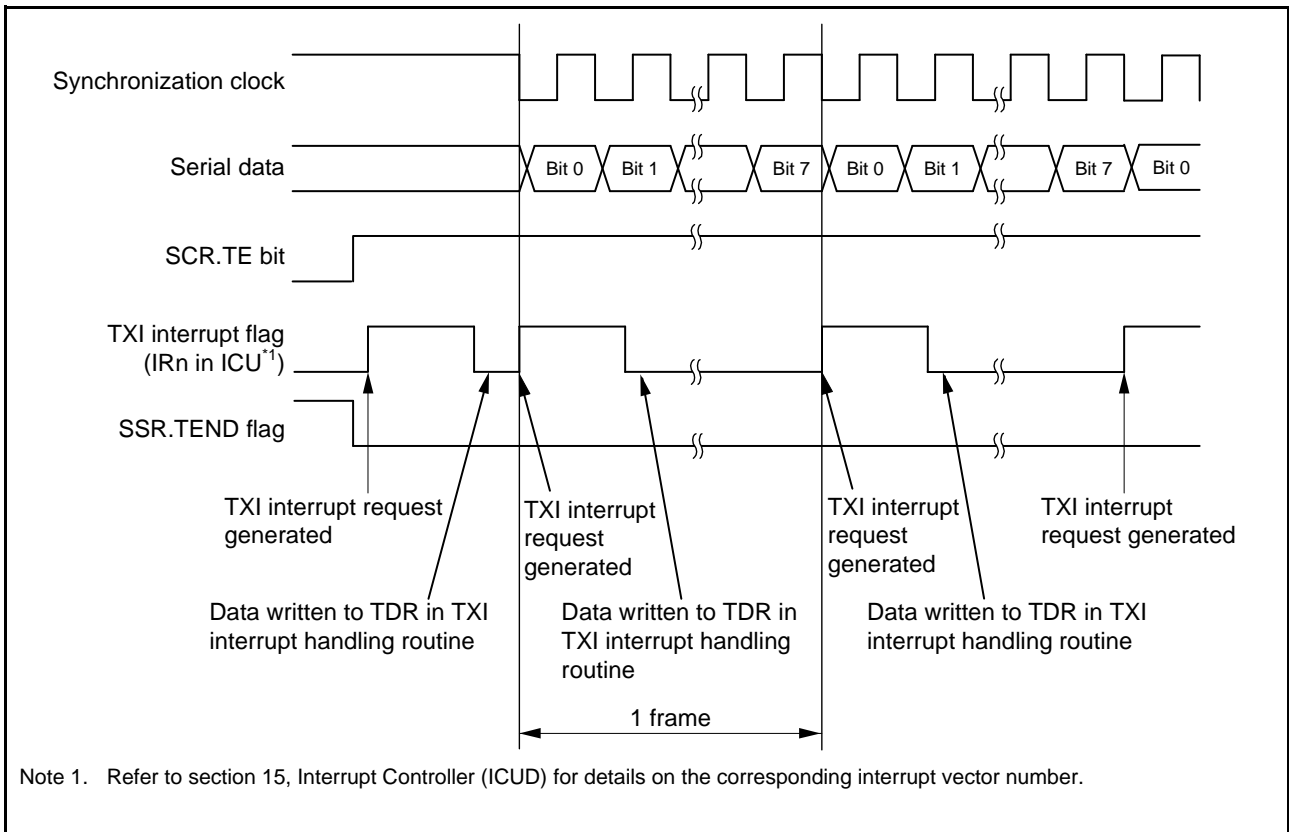 Synchronization clock
Serial data
Bit 0 Bit 1 Bit 7 Bit 0 Bit 1 Bit 7 Bit 0
SCR.TE bit
TXI interrupt flag
(IRn in ICU*1)
SSR.TEND flag
TXI interrupt request
generated
TXI interrupt
request
generated
TXI interrupt
request
generated
TXI interrupt
request generated
Data written to TDR in TXI
interrupt handling routine
Data written to TDR in
TXI interrupt handling
routine
Data written to TDR in TXI
interrupt handling routine
1 frame
Note 1. Refer to section 15, Interrupt Controller (ICUD) for details on the corresponding interrupt vector number.